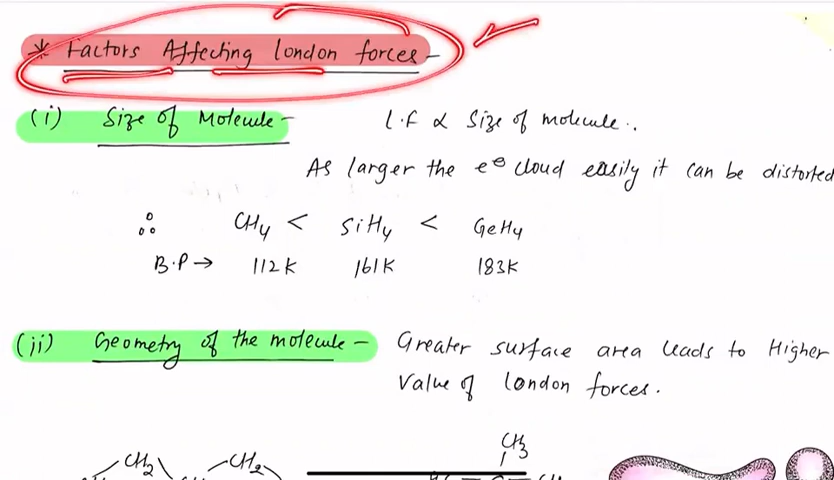 * Factors Affecting london forces -
(i) Size of Molecule - L.F ∝ Size of molecule..
As larger the e⊖ cloud easily it can be distorted
∴ CH4 < SiH4 < GeH4
B.P → 112K 161K 183K
(ii) Geometry of the molecule - Greater surface area leads to Higher
Value of london forces.
CH3
CH2 CH2